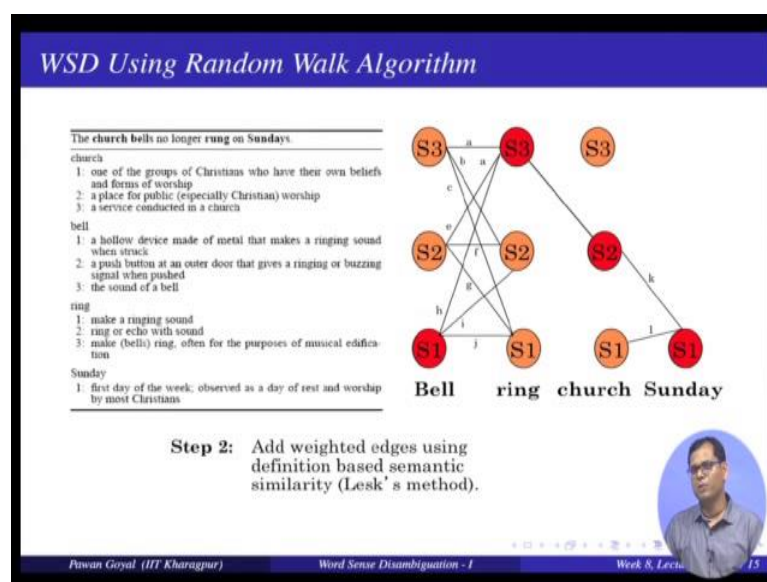 WSD Using Random Walk Algorithm
The church bells no longer rung on Sundays.
church
1: one of the groups of Christians who have their own beliefs
and forms of worship
2: a place for public (especially Christian) worship
3: a service conducted in a church
bell
1: a hollow device made of metal that makes a ringing sound
when struck
2: a push button at an outer door that gives a ringing or buzzing
signal when pushed
3: the sound of a bell
ring
1: make a ringing sound
2: ring or echo with sound
3: make (bells) ring, often for the purposes of musical edifica-
tion
Sunday
1: first day of the week; observed as a day of rest and worship
by most Christians
S3 a S3 S3
b a
c
e
S2 f S2 S2
g k
h
i l
S1 j S1 S1 S1
Bell ring church Sunday
Step 2: Add weighted edges using
definition based semantic
similarity (Lesk's method).
Pawan Goyal (IIT Kharagpur) Word Sense Disambiguation - I Week 8, 15